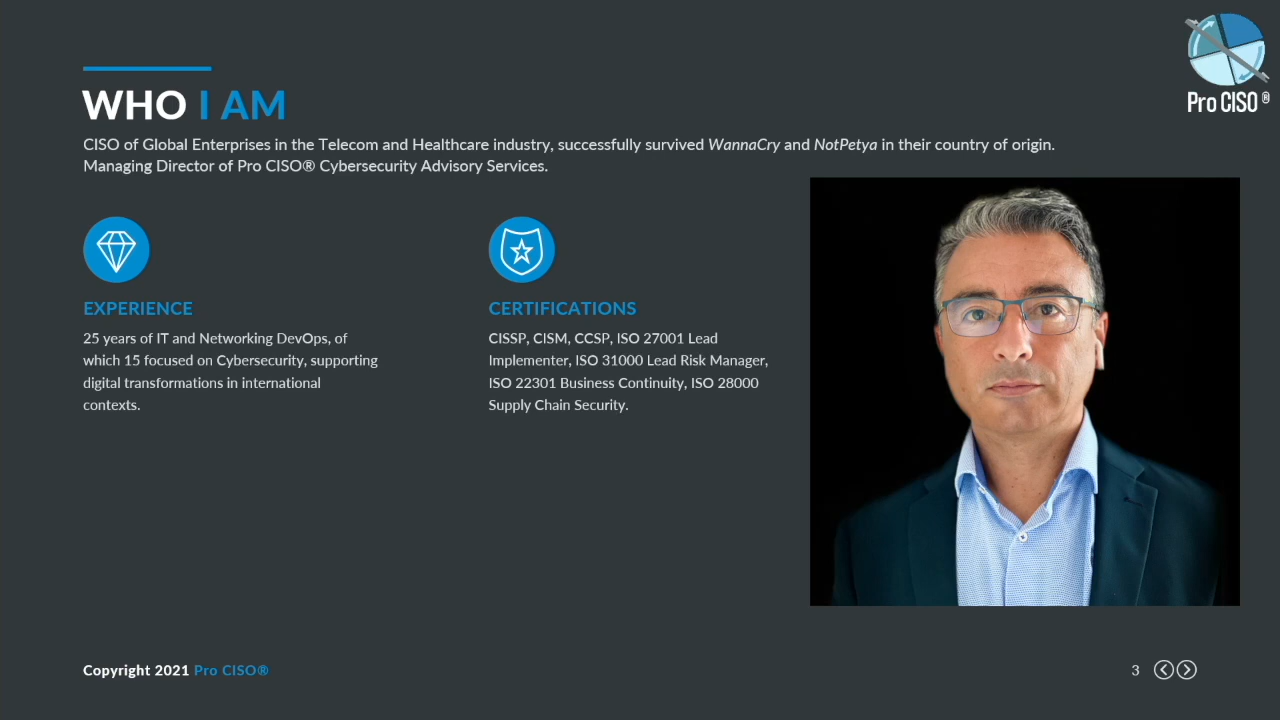 Pro CISO ®
WHO I AM
CISO of Global Enterprises in the Telecom and Healthcare industry, successfully survived WannaCry and NotPetya in their country of origin.
Managing Director of Pro CISO® Cybersecurity Advisory Services.
EXPERIENCE
25 years of IT and Networking DevOps, of
which 15 focused on Cybersecurity, supporting
digital transformations in international
contexts.
CERTIFICATIONS
CISSP, CISM, CCSP, ISO 27001 Lead
Implementer, ISO 31000 Lead Risk Manager,
ISO 22301 Business Continuity, ISO 28000
Supply Chain Security.
Copyright 2021 Pro CISO®
3